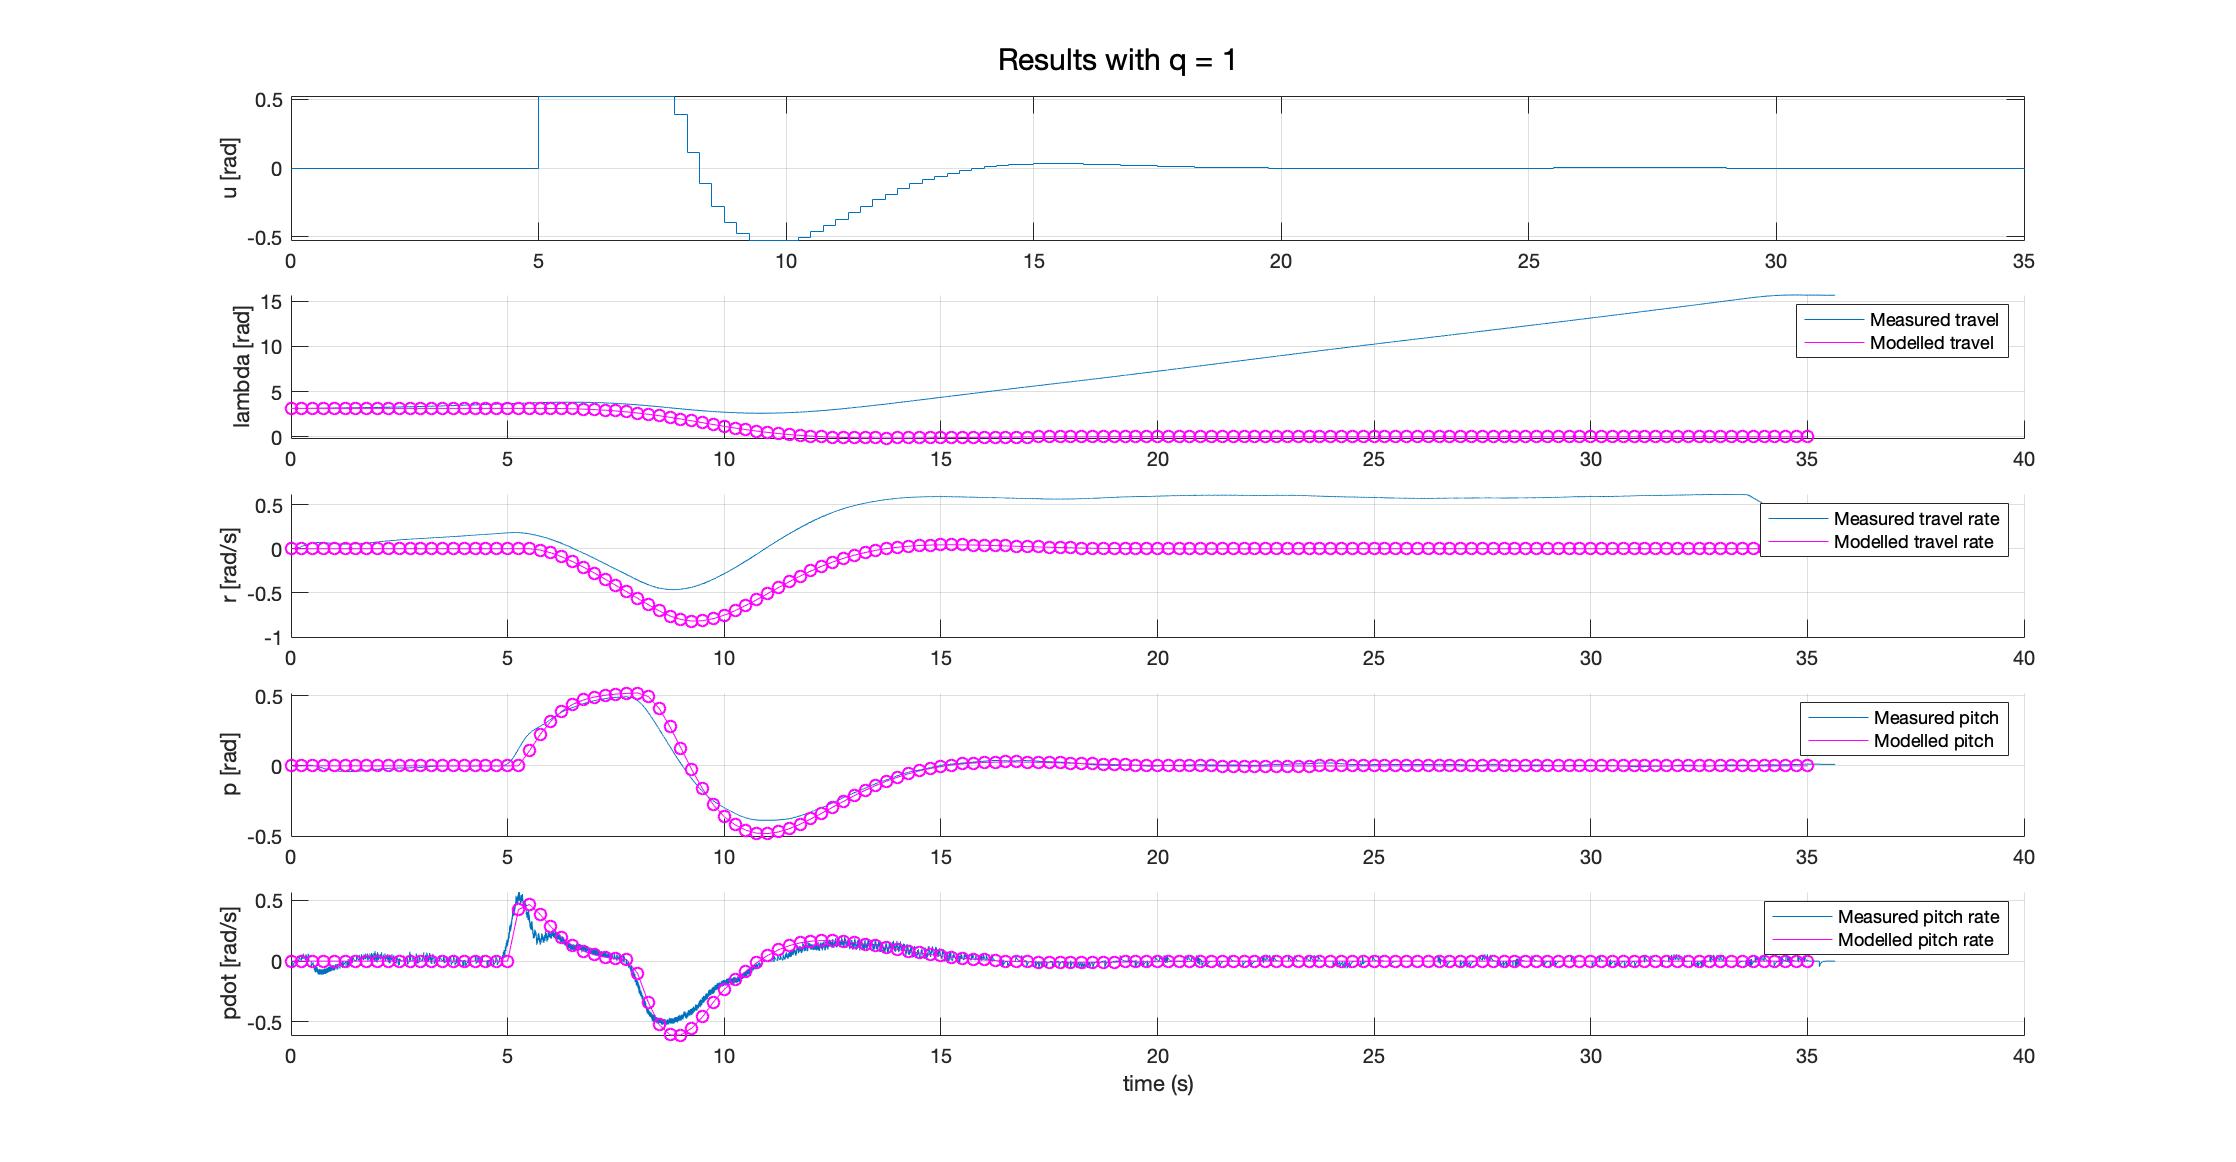 Results with q = 1
u [rad]
0.5
0
-0.5
0 5 10 15 20 25 30 35
lambda [rad]
15
10
5
0
Measured travel
Modelled travel
0 5 10 15 20 25 30 35 40
r [rad/s]
0.5
0
-0.5
-1
Measured travel rate
Modelled travel rate
0 5 10 15 20 25 30 35 40
p [rad]
0.5
0
-0.5
Measured pitch
Modelled pitch
0 5 10 15 20 25 30 35 40
pdot [rad/s]
0.5
0
-0.5
Measured pitch rate
Modelled pitch rate
0 5 10 15 20 25 30 35 40
time (s)